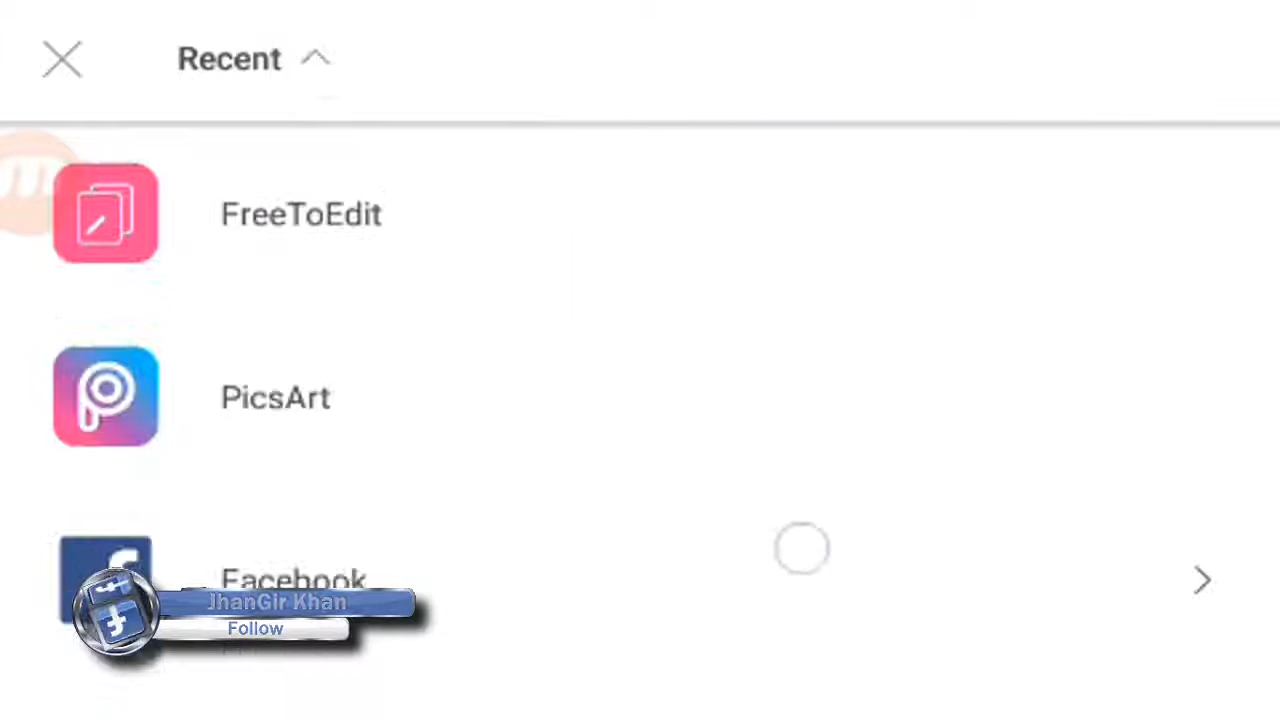 Recent
FreeToEdit
PicsArt
Facebook
JhanGir Khan
Follow